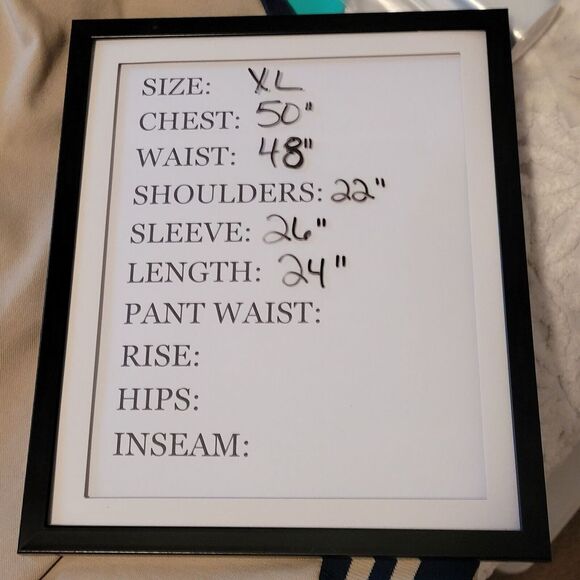 SIZE: XL
CHEST: 50"
WAIST: 48"
SHOULDERS: 22"
SLEEVE: 26"
LENGTH: 24"
PANT WAIST:
RISE:
HIPS:
INSEAM: